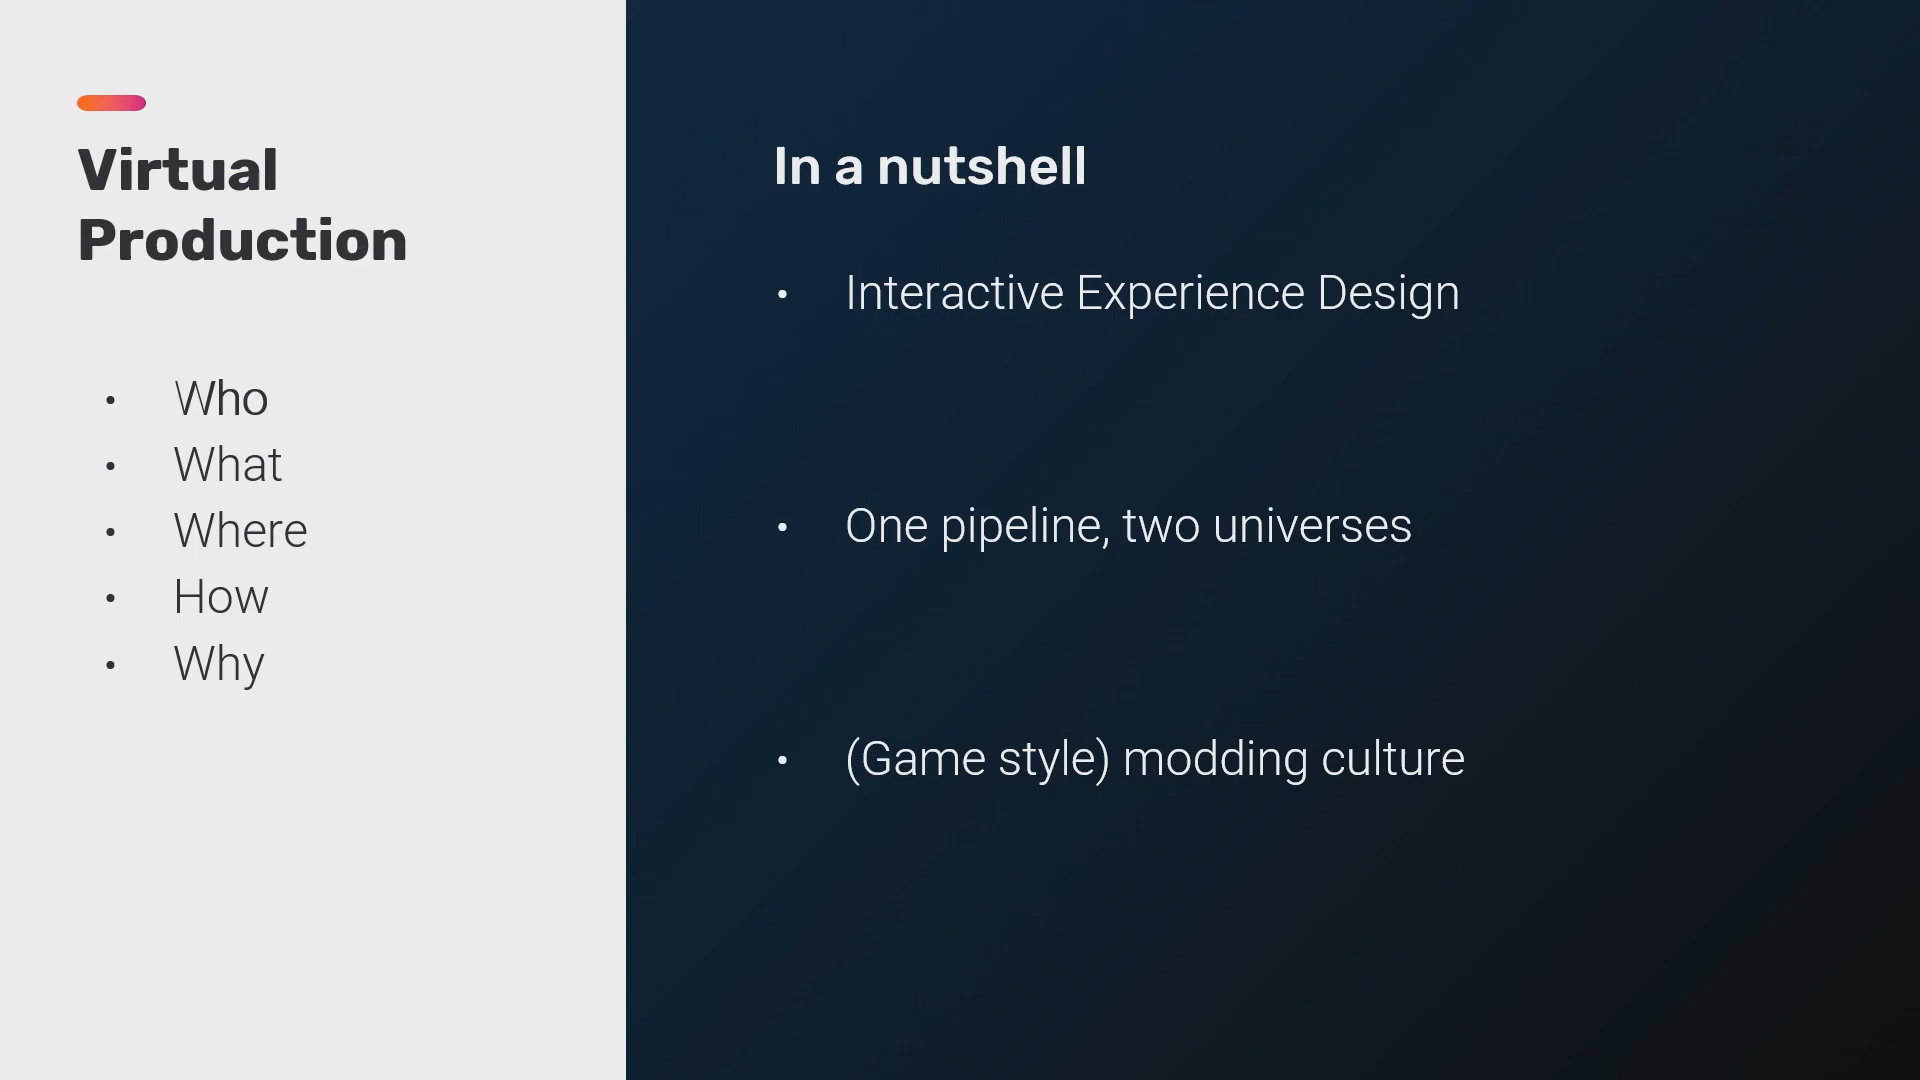 Virtual
Production
• Who
• What
• Where
• How
• Why
In a nutshell
• Interactive Experience Design
• One pipeline, two universes
• (Game style) modding culture